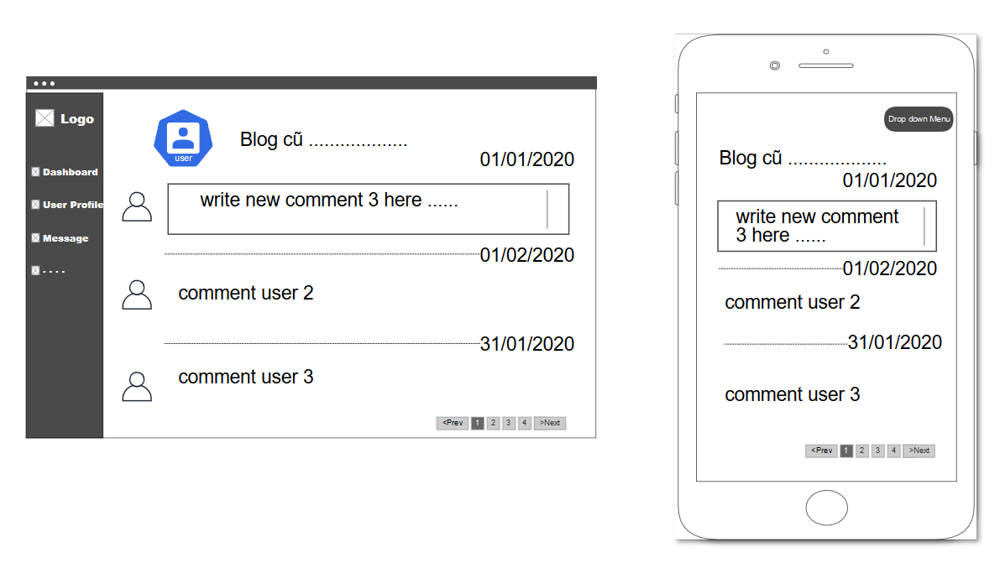 Logo
Dashboard
User Profile
Message
. . . .
user
Blog cũ ...................
01/01/2020
write new comment 3 here ......
01/02/2020
comment user 2
31/01/2020
comment user 3
<Prev 1 2 3 4 >Next
Drop down Menu
Blog cũ ...................
01/01/2020
write new comment
3 here ......
01/02/2020
comment user 2
31/01/2020
comment user 3
<Prev 1 2 3 4 >Next